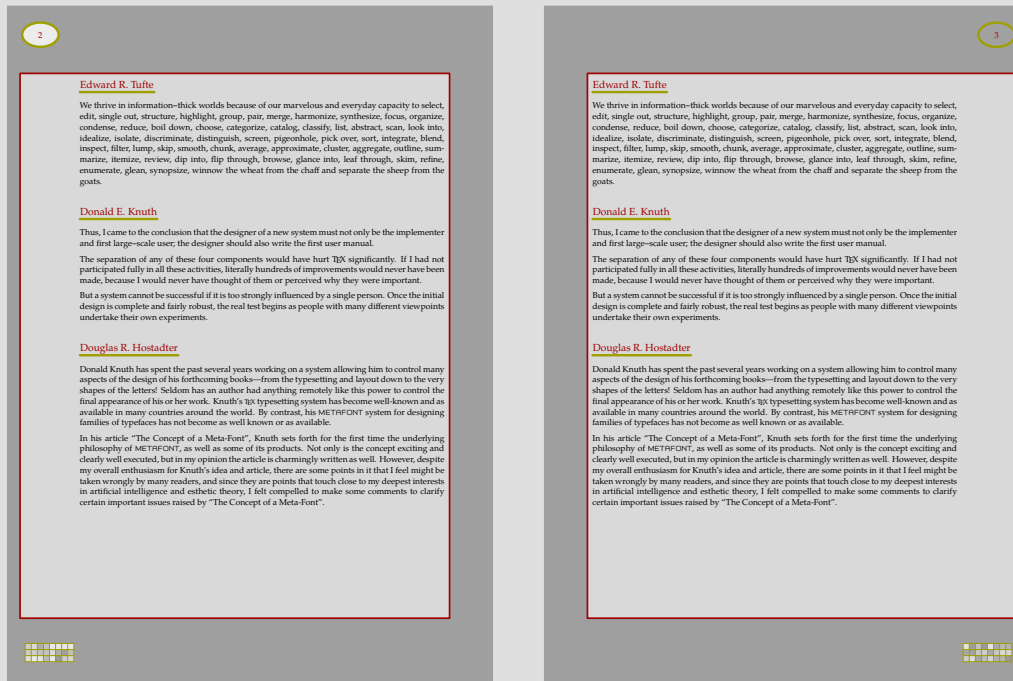 2
Edward R. Tufte
We thrive in information–thick worlds because of our marvelous and everyday capacity to select,
edit, single out, structure, highlight, group, pair, merge, harmonize, synthesize, focus, organize,
condense, reduce, boil down, choose, categorize, catalog, classify, list, abstract, scan, look into,
idealize, isolate, discriminate, distinguish, screen, pigeonhole, pick over, sort, integrate, blend,
inspect, filter, lump, skip, smooth, chunk, average, approximate, cluster, aggregate, outline, sum-
marize, itemize, review, dip into, flip through, browse, glance into, leaf through, skim, refine,
enumerate, glean, synopsize, winnow the wheat from the chaff and separate the sheep from the
goats.
Donald E. Knuth
Thus, I came to the conclusion that the designer of a new system must not only be the implementer
and first large–scale user; the designer should also write the first user manual.
The separation of any of these four components would have hurt TEX significantly. If I had not
participated fully in all these activities, literally hundreds of improvements would never have been
made, because I would never have thought of them or perceived why they were important.
But a system cannot be successful if it is too strongly influenced by a single person. Once the initial
design is complete and fairly robust, the real test begins as people with many different viewpoints
undertake their own experiments.
Douglas R. Hostadter
Donald Knuth has spent the past several years working on a system allowing him to control many
aspects of the design of his forthcoming books—from the typesetting and layout down to the very
shapes of the letters! Seldom has an author had anything remotely like this power to control the
final appearance of his or her work. Knuth's TEX typesetting system has become well-known and as
available in many countries around the world. By contrast, his METAFONT system for designing
families of typefaces has not become as well known or as available.
In his article “The Concept of a Meta-Font”, Knuth sets forth for the first time the underlying
philosophy of METAFONT, as well as some of its products. Not only is the concept exciting and
clearly well executed, but in my opinion the article is charmingly written as well. However, despite
my overall enthusiasm for Knuth's idea and article, there are some points in it that I feel might be
taken wrongly by many readers, and since they are points that touch close to my deepest interests
in artificial intelligence and esthetic theory, I felt compelled to make some comments to clarify
certain important issues raised by “The Concept of a Meta-Font”.
3
Edward R. Tufte
We thrive in information–thick worlds because of our marvelous and everyday capacity to select,
edit, single out, structure, highlight, group, pair, merge, harmonize, synthesize, focus, organize,
condense, reduce, boil down, choose, categorize, catalog, classify, list, abstract, scan, look into,
idealize, isolate, discriminate, distinguish, screen, pigeonhole, pick over, sort, integrate, blend,
inspect, filter, lump, skip, smooth, chunk, average, approximate, cluster, aggregate, outline, sum-
marize, itemize, review, dip into, flip through, browse, glance into, leaf through, skim, refine,
enumerate, glean, synopsize, winnow the wheat from the chaff and separate the sheep from the
goats.
Donald E. Knuth
Thus, I came to the conclusion that the designer of a new system must not only be the implementer
and first large–scale user; the designer should also write the first user manual.
The separation of any of these four components would have hurt TEX significantly. If I had not
participated fully in all these activities, literally hundreds of improvements would never have been
made, because I would never have thought of them or perceived why they were important.
But a system cannot be successful if it is too strongly influenced by a single person. Once the initial
design is complete and fairly robust, the real test begins as people with many different viewpoints
undertake their own experiments.
Douglas R. Hostadter
Donald Knuth has spent the past several years working on a system allowing him to control many
aspects of the design of his forthcoming books—from the typesetting and layout down to the very
shapes of the letters! Seldom has an author had anything remotely like this power to control the
final appearance of his or her work. Knuth's TEX typesetting system has become well-known and as
available in many countries around the world. By contrast, his METAFONT system for designing
families of typefaces has not become as well known or as available.
In his article “The Concept of a Meta-Font”, Knuth sets forth for the first time the underlying
philosophy of METAFONT, as well as some of its products. Not only is the concept exciting and
clearly well executed, but in my opinion the article is charmingly written as well. However, despite
my overall enthusiasm for Knuth's idea and article, there are some points in it that I feel might be
taken wrongly by many readers, and since they are points that touch close to my deepest interests
in artificial intelligence and esthetic theory, I felt compelled to make some comments to clarify
certain important issues raised by “The Concept of a Meta-Font”.